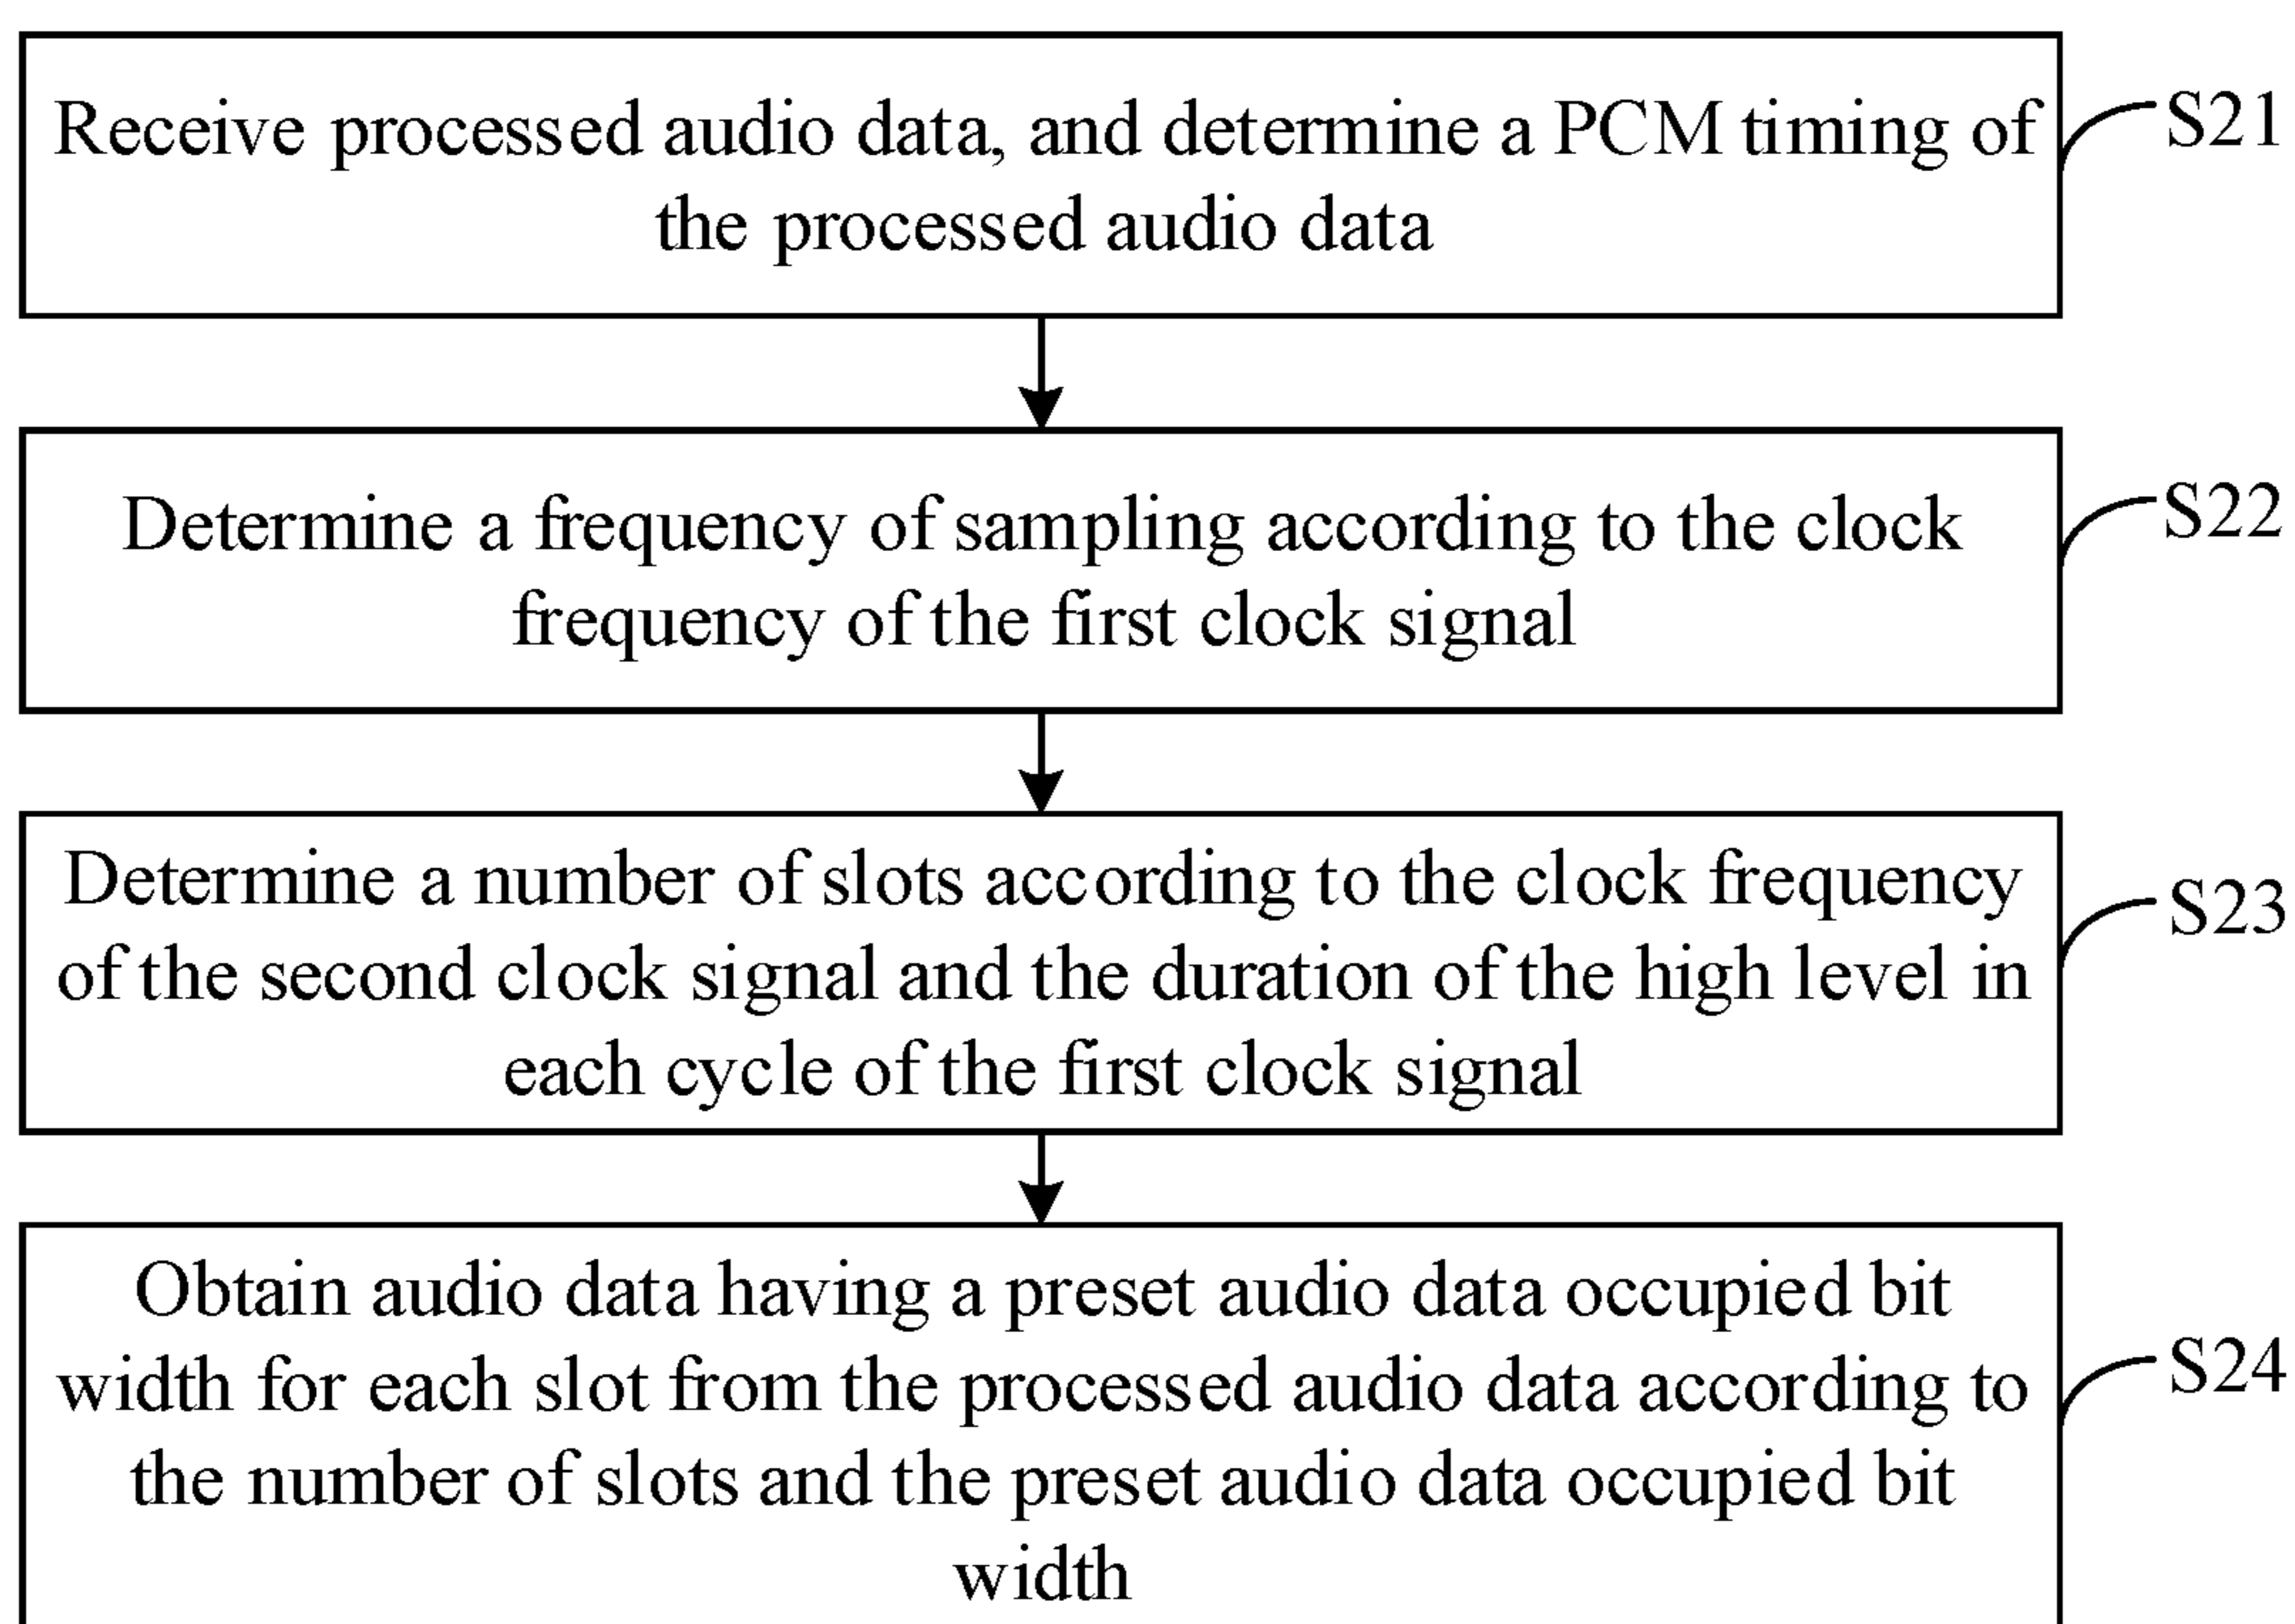 Receive processed audio data, and determine a PCM timing of
the processed audio data
S21
Determine a frequency of sampling according to the clock
frequency of the first clock signal
S22
Determine a number of slots according to the clock frequency
of the second clock signal and the duration of the high level in
each cycle of the first clock signal
S23
Obtain audio data having a preset audio data occupied bit
width for each slot from the processed audio data according to
the number of slots and the preset audio data occupied bit
width
S24